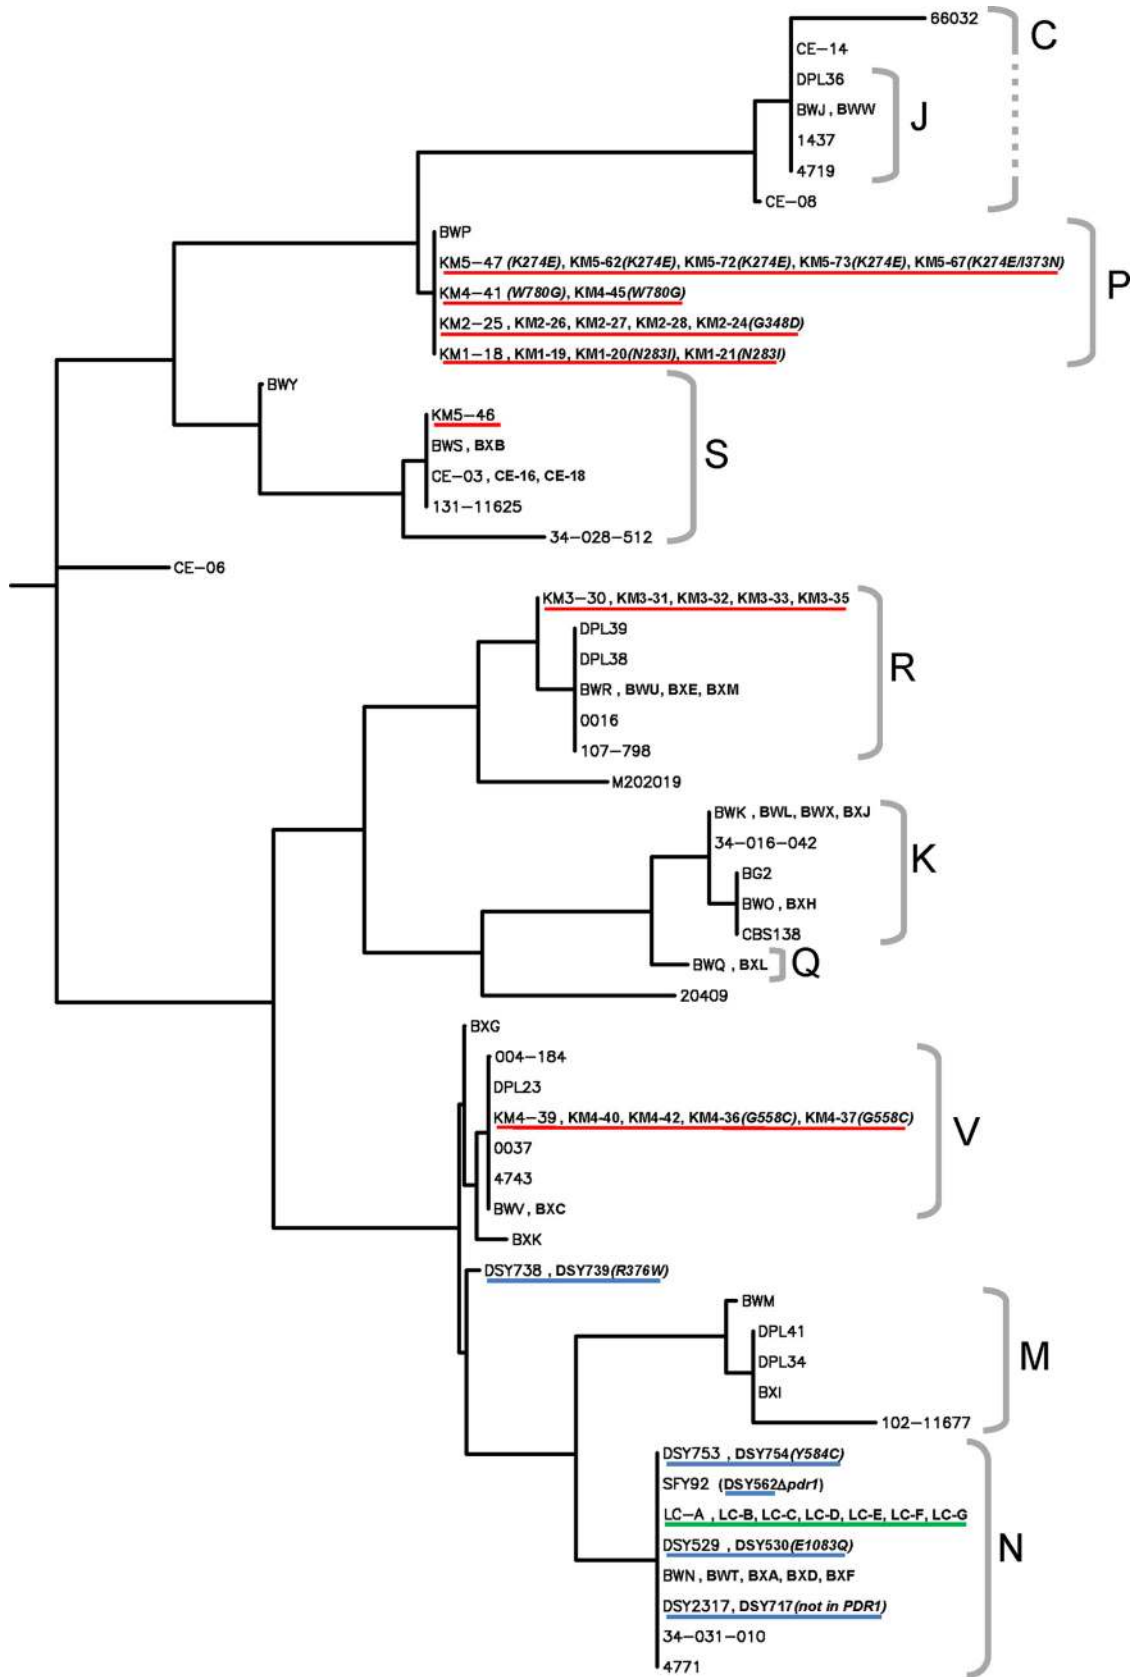 66032
C
CE-14
DPL36
BWJ, BWW
J
1437
4719
CE-08
BWP
KM5-47(K274E), KM5-62(K274E), KM5-72(K274E), KM5-73(K274E), KM5-67(K274E/I373N)
P
KM4-41(W780G), KM4-45(W780G)
KM2-25, KM2-26, KM2-27, KM2-28, KM2-24(G348D)
KM1-18, KM1-19, KM1-20(N283I), KM1-21(N283I)
BWY
KM5-46
BWS, BXB
S
CE-03, CE-16, CE-18
131-11625
34-028-512
CE-06
KM3-30, KM3-31, KM3-32, KM3-33, KM3-35
DPL39
DPL38
R
BWR, BWU, BXE, BXM
0016
107-798
M202019
BWK, BWL, BWX, BXJ
34-016-042
K
BG2
BWO, BXH
CBS138
BWQ, BXL
Q
20409
BXG
004-184
DPL23
KM4-39, KM4-40, KM4-42, KM4-36(G558C), KM4-37(G558C)
V
0037
4743
BWV, BXC
BXK
DSY738, DSY739(R376W)
BWM
DPL41
M
DPL34
BXI
102-11677
DSY753, DSY754(Y584C)
SFY92 (DSY562Δpdr1)
LC-A, LC-B, LC-C, LC-D, LC-E, LC-F, LC-G
DSY529, DSY530(E1083Q)
N
BWN, BWT, BXA, BXD, BXF
DSY2317, DSY717(not in PDR1)
34-031-010
4771